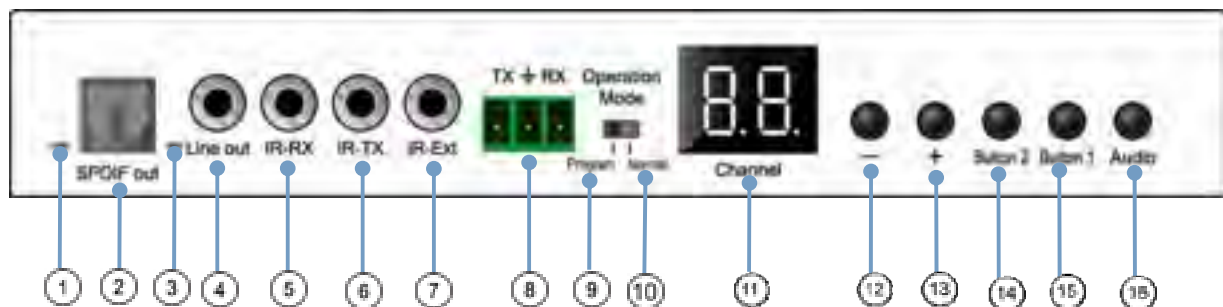 TX ⏚ RX Operation
Mode
8.8.
Line out IR-RX IR-TX IR-Ext
Program Normal
SPDIF out
Channel
– + Button 2 Button 1 Audio
1 2 3 4 5 6 7 8 9 10 11 12 13 14 15 16